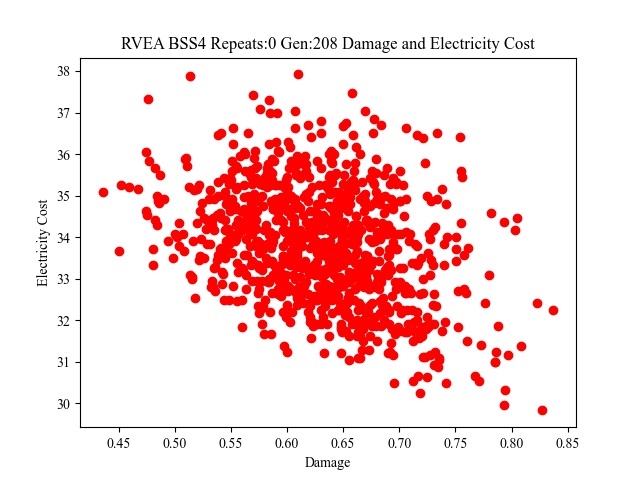 RVEA BSS4 Repeats:0 Gen:208 Damage and Electricity Cost
38
37
36
35
34
33
32
31
30
Electricity Cost
0.45 0.50 0.55 0.60 0.65 0.70 0.75 0.80 0.85
Damage